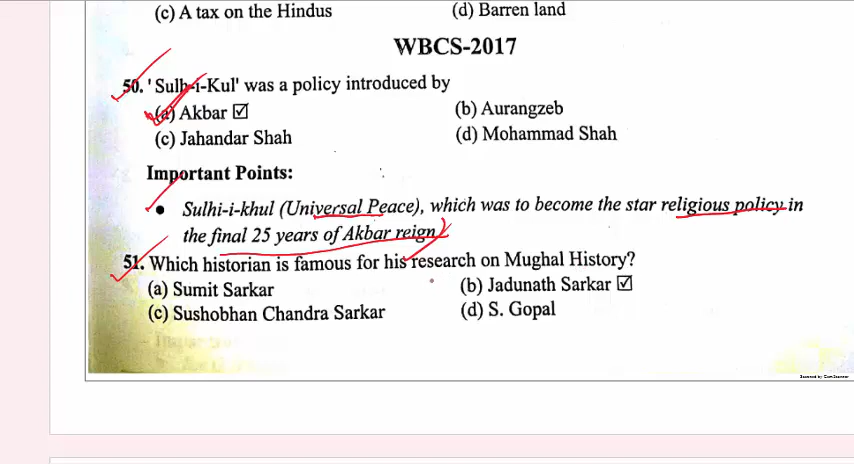 (c) A tax on the Hindus (d) Barren land
WBCS-2017
50. ' Sulh-i-Kul' was a policy introduced by
(a) Akbar ☑ (b) Aurangzeb
(c) Jahandar Shah (d) Mohammad Shah
Important Points:
● Sulhi-i-khul (Universal Peace), which was to become the star religious policy in
the final 25 years of Akbar reign
51. Which historian is famous for his research on Mughal History?
(a) Sumit Sarkar (b) Jadunath Sarkar ☑
(c) Sushobhan Chandra Sarkar (d) S. Gopal
Scanned by CamScanner